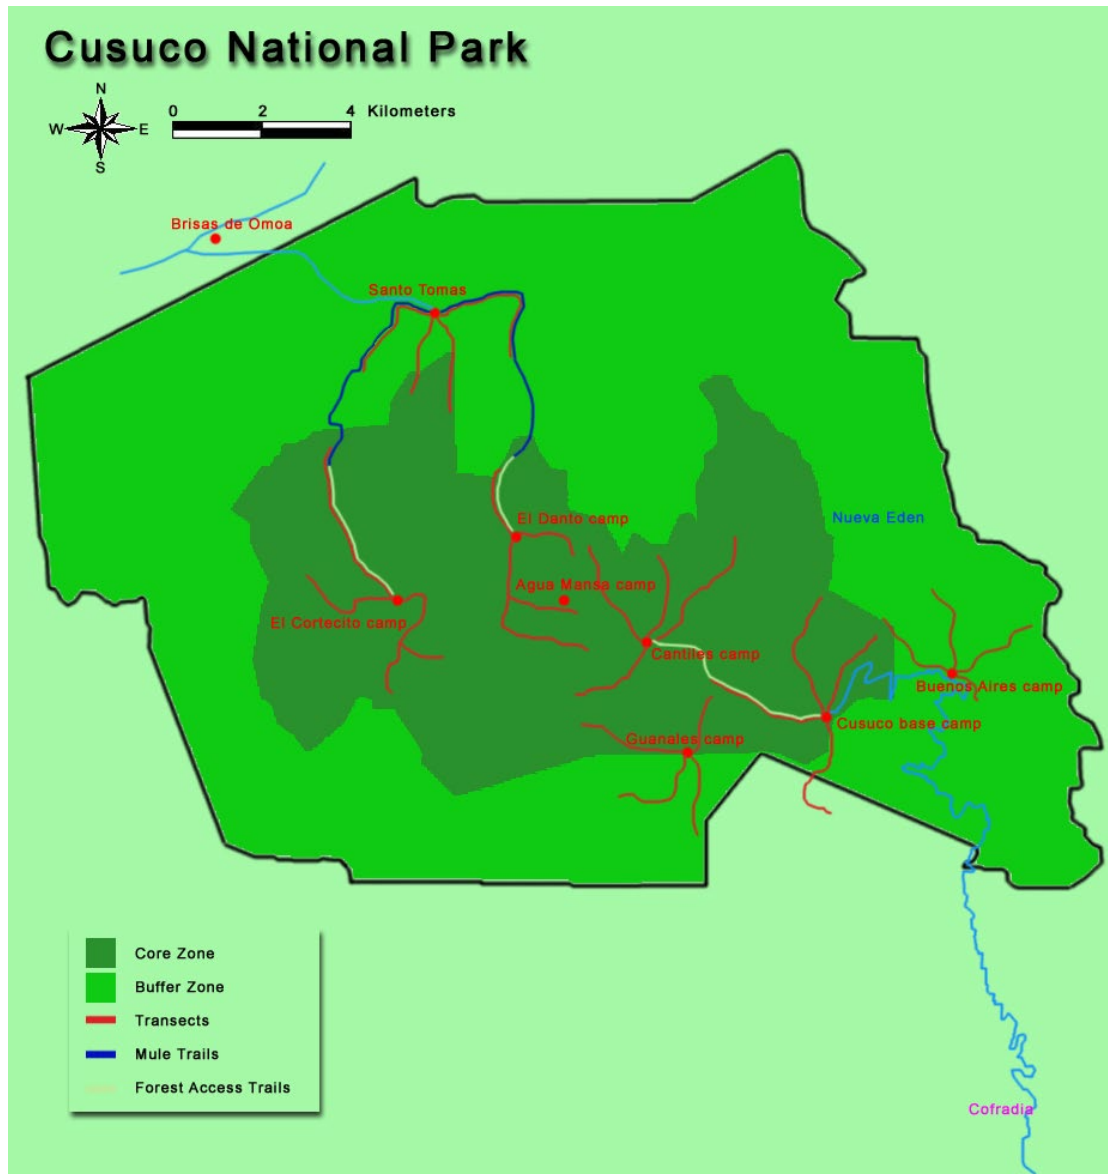 Cusuco National Park
N
W E
S
0 2 4 Kilometers
Brisas de Omoa
Santo Tomas
El Danto camp
Nueva Eden
Agua Mansa camp
El Cortecito camp
Cantiles camp
Buenos Aires camp
Cusuco base camp
Guanales camp
Core Zone
Buffer Zone
Transects
Mule Trails
Forest Access Trails
Cofradia